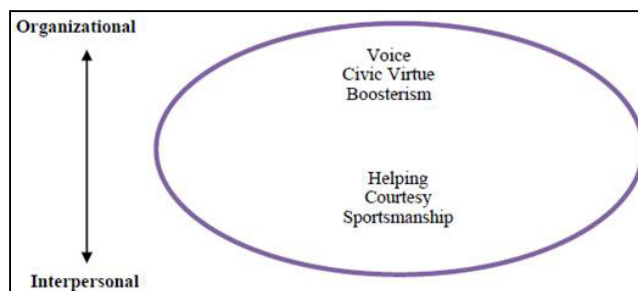 Organizational
Voice
Civic Virtue
Boosterism
Helping
Courtesy
Sportsmanship
Interpersonal